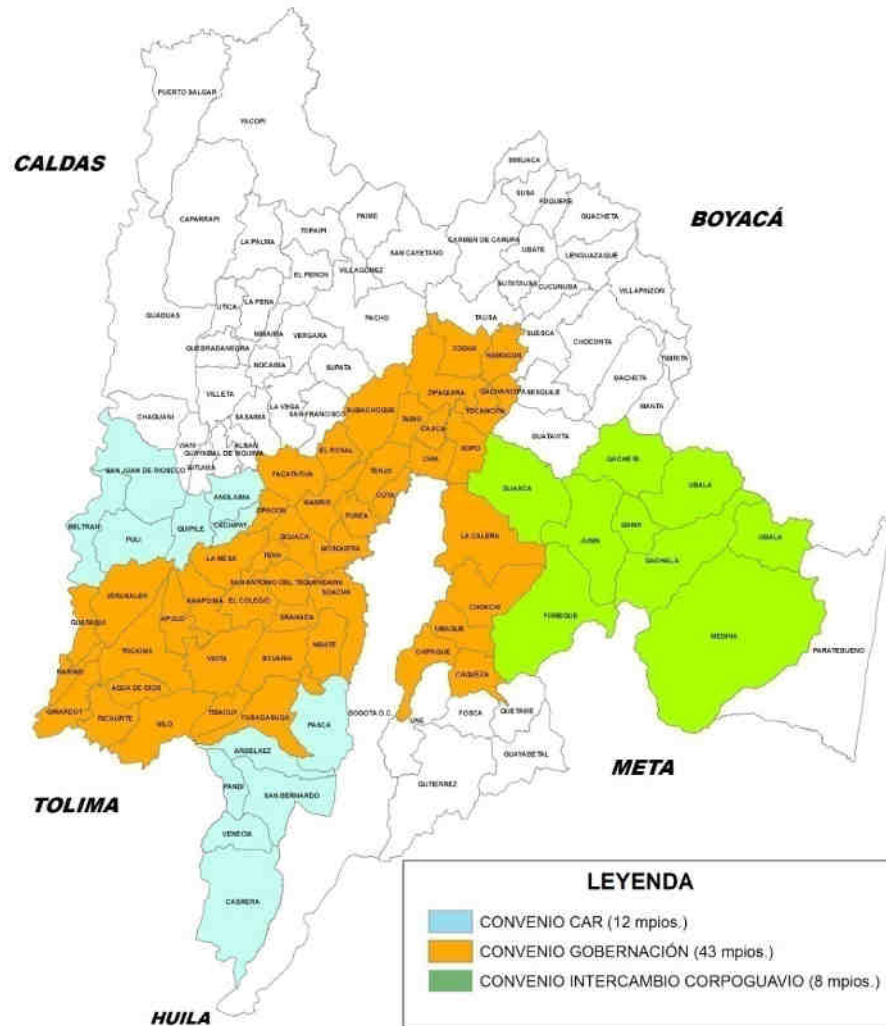 PUERTO SALGAR
YACOPI
CALDAS
SIMIJACA
SUSA
FUQUENE
GUACHETA
BOYACÁ
CAPARRAPI
PAIME
TOPAIPI
LA PALMA
CARMEN DE CARUPA
UBATE
LENGUAZAQUE
SAN CAYETANO
EL PEÑON
VILLAGOMEZ
SUTATAUSA
CUCUNUBA
VILLAPINZON
UTICA
LA PEÑA
GUADUAS
PACHO
TAUSA
NIMAIMA
VERGARA
SUESCA
CHOCONTA
QUEBRADANEGRA
NOCAIMA
SUPATA
COGUA
NEMOCON
TIBIRITA
MACHETA
VILLETA
ZIPAQUIRA
GACHANCIPA
SESQUILE
MANTA
CHAGUANI
SASAIMA
LA VEGA
SAN FRANCISCO
SUBACHOQUE
TABIO
CAJICA
TOCANCIPA
GUATAVITA
VIANI
ALBAN
GUAYABAL DE SIQUIMA
BITUIMA
EL ROSAL
CHIA
SOPO
SAN JUAN DE RIOSECO
FACATATIVA
TENJO
GACHETA
UBALA
ANOLAIMA
COTA
GUASCA
BELTRAN
PULI
QUIPILE
CACHIPAY
ZIPACON
MADRID
FUNZA
JUNIN
GAMA
UBALA
BOJACA
MOSQUERA
LA CALERA
GACHALA
LA MESA
TENA
SAN ANTONIO DEL TEQUENDAMA
SOACHA
JERUSALEN
ANAPOIMA
EL COLEGIO
CHOACHI
FOMEQUE
GUATAQUI
APULO
GRANADA
UBAQUE
MEDINA
TOCAIMA
VIOTA
SILVANIA
SIBATE
CHIPAQUE
PARATEBUENO
NARIÑO
AGUA DE DIOS
CAQUEZA
GIRARDOT
RICAURTE
NILO
TIBACUY
FUSAGASUGA
PASCA
BOGOTA D.C.
UNE
FOSCA
QUETAME
ARBELAEZ
GUAYABETAL
META
PANDI
SAN BERNARDO
GUTIERREZ
TOLIMA
VENECIA
CABRERA
LEYENDA
CONVENIO CAR (12 mpios.)
CONVENIO GOBERNACIÓN (43 mpios.)
CONVENIO INTERCAMBIO CORPOGUAVIO (8 mpios.)
HUILA